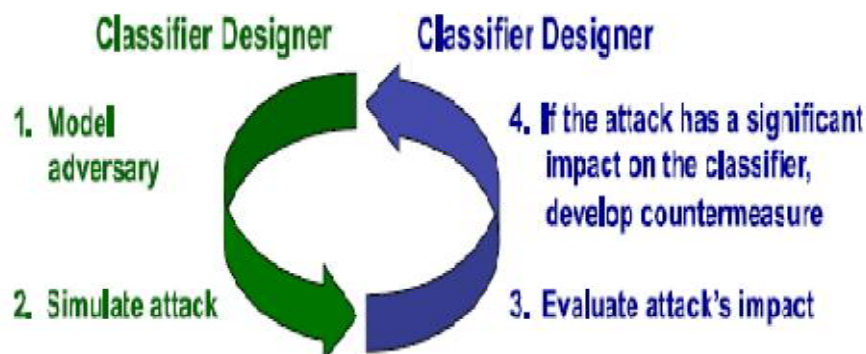 Classifier Designer
Classifier Designer
1. Model
adversary
2. Simulate attack
4. If the attack has a significant
impact on the classifier,
develop countermeasure
3. Evaluate attack's impact